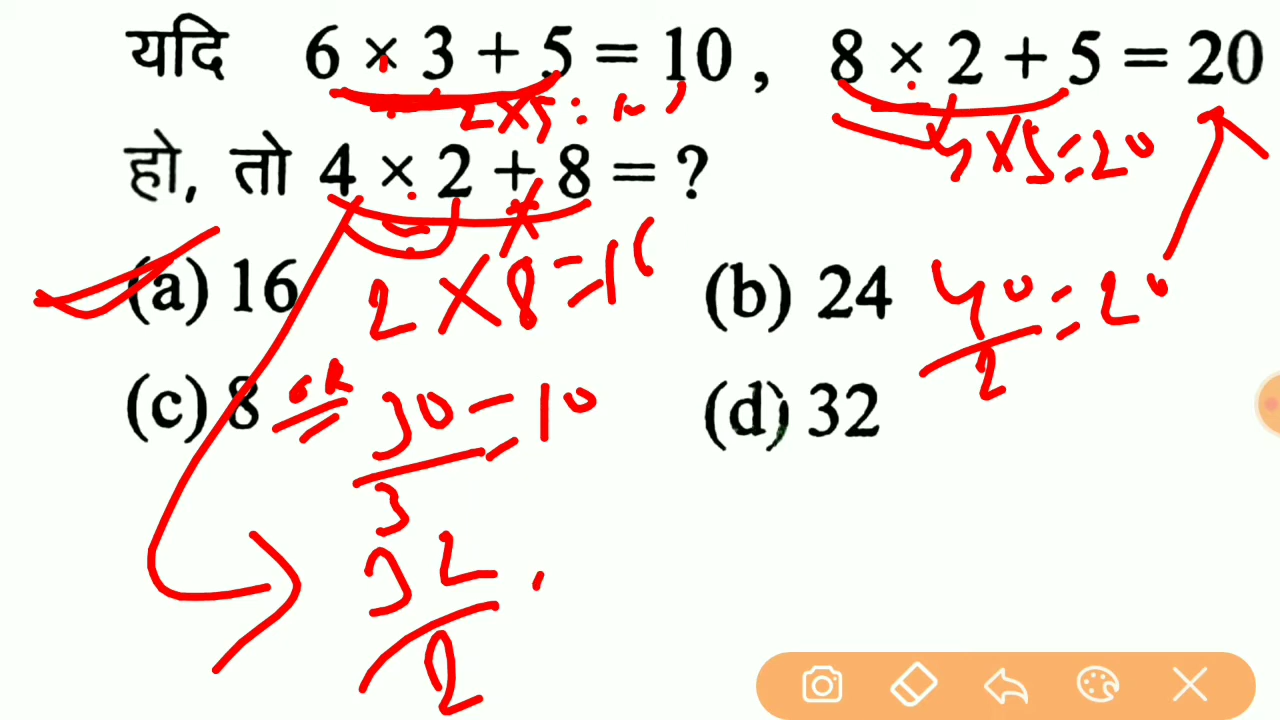 यदि 6 × 3 + 5 = 10, 8 × 2 + 5 = 20
2×5=10
4×5=20
हो, तो 4 × 2 + 8 = ?
(a) 16 (b) 24
2×8=16
40/2=20
(c) 8 (d) 32
or
30/3=10
32/2